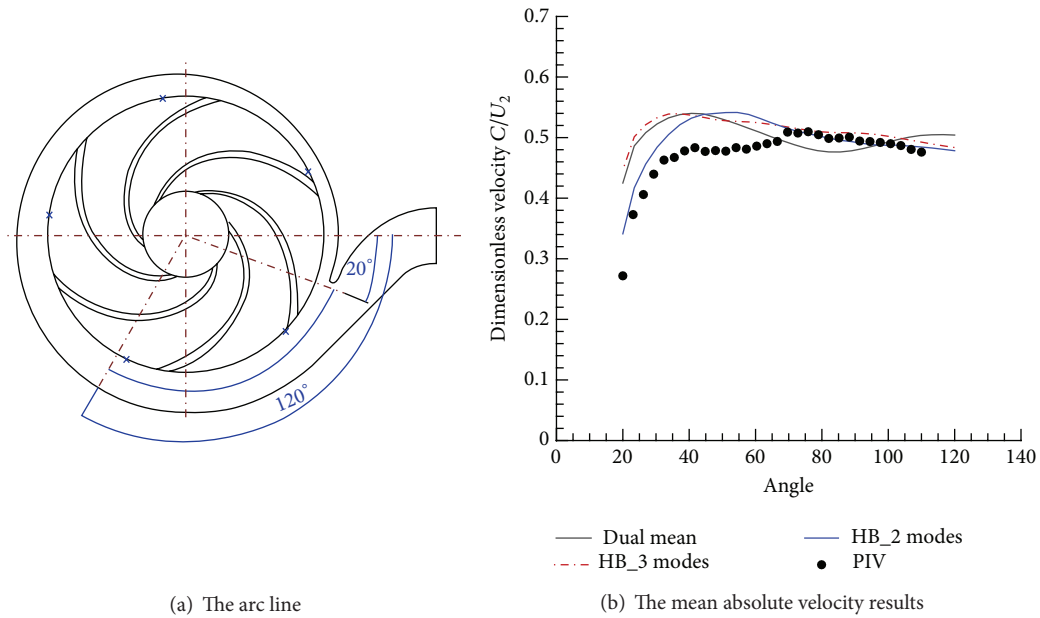 20°
120°
(a) The arc line
Dimensionless velocity C/U₂
0.7
0.6
0.5
0.4
0.3
0.2
0.1
0
0 20 40 60 80 100 120 140
Angle
Dual mean
HB_2 modes
HB_3 modes
PIV
(b) The mean absolute velocity results